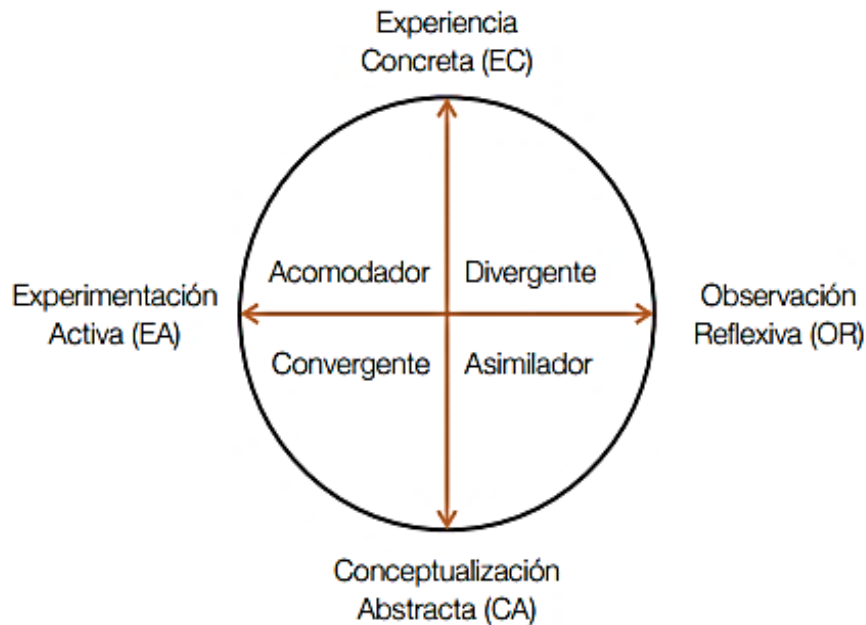 Experiencia
Concreta (EC)
Acomodador
Divergente
Experimentación
Activa (EA)
Observación
Reflexiva (OR)
Convergente
Asimilador
Conceptualización
Abstracta (CA)